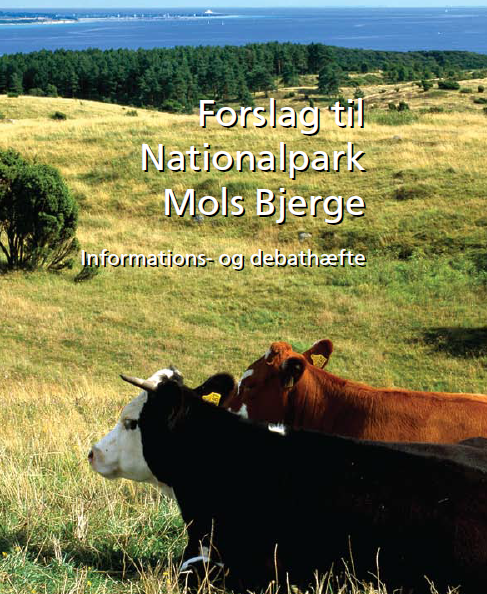 Forslag til
Nationalpark
Mols Bjerge
Informations- og debathæfte